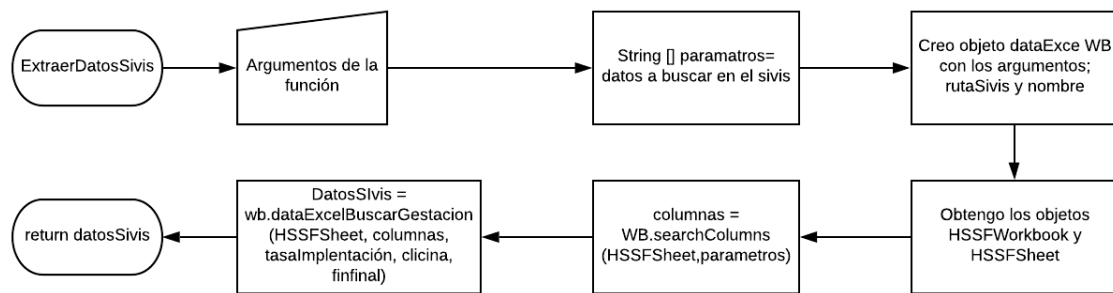 ExtraerDatosSivis
Argumentos de la
función
String [] paramatros=
datos a buscar en el sivis
Creo objeto dataExce WB
con los argumentos;
rutaSivis y nombre
Obtengo los objetos
HSSFWorkbook y
HSSFSheet
columnas =
WB.searchColumns
(HSSFSheet,parametros)
DatosSIvis =
wb.dataExcelBuscarGestacion
(HSSFSheet, columnas,
tasaImplentación, clicina,
finfinal)
return datosSivis